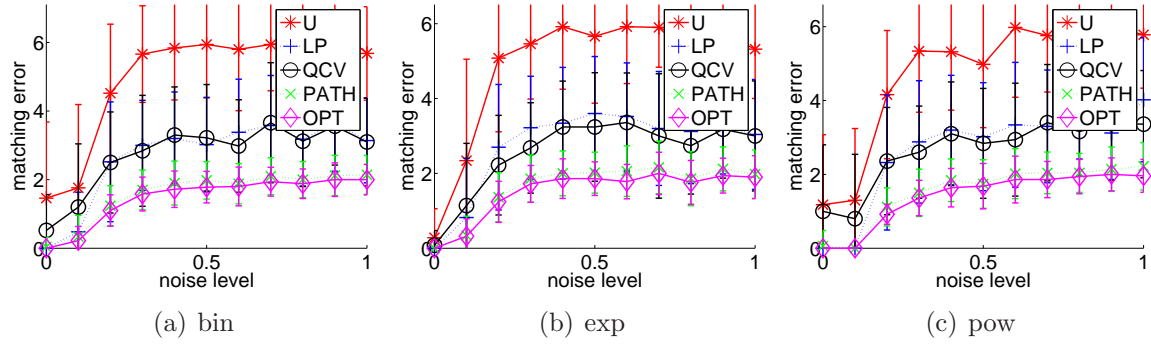 matching error
6
4
2
0
0
0.5
1
noise level
U
LP
QCV
PATH
OPT
(a) bin
matching error
6
4
2
0
0
0.5
1
noise level
U
LP
QCV
PATH
OPT
(b) exp
matching error
6
4
2
0
0
0.5
1
noise level
U
LP
QCV
PATH
OPT
(c) pow